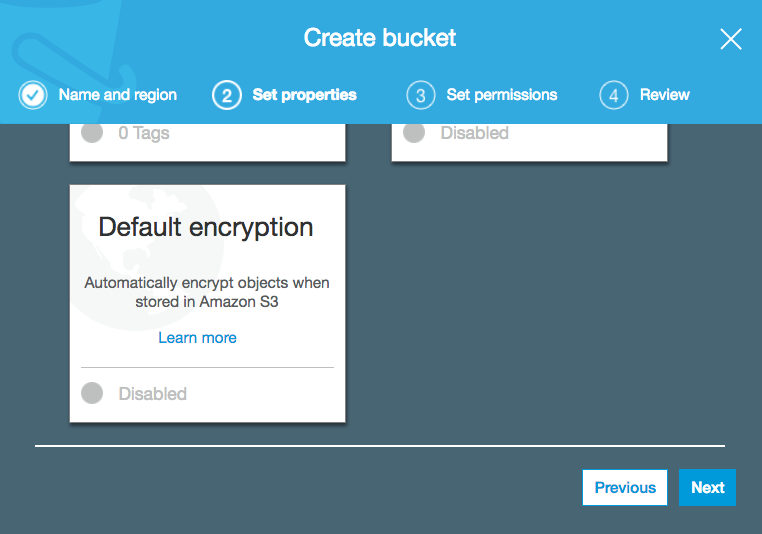 Create bucket
Name and region
2 Set properties
3 Set permissions
4 Review
0 Tags
Disabled
Default encryption
Automatically encrypt objects when
stored in Amazon S3
Learn more
Disabled
Previous
Next